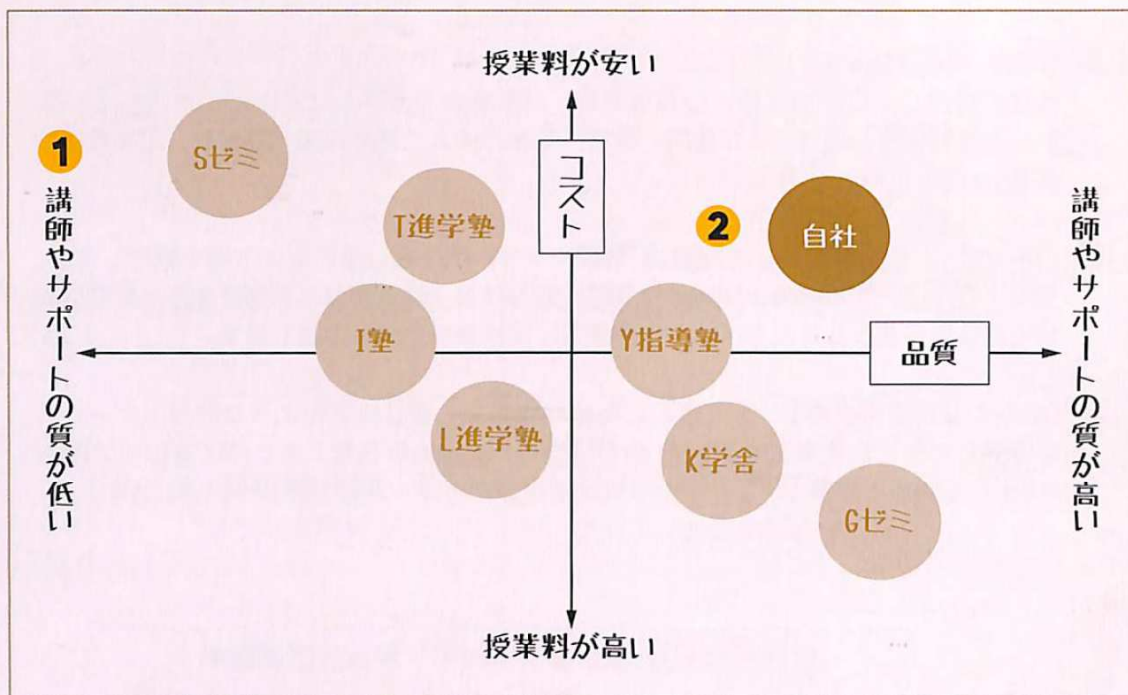 授業料が安い
1
Sゼミ
T進学塾
コスト
2
自社
講師やサポートの質が低い
I塾
Y指導塾
品質
講師やサポートの質が高い
J進学塾
K学舎
Gゼミ
授業料が高い